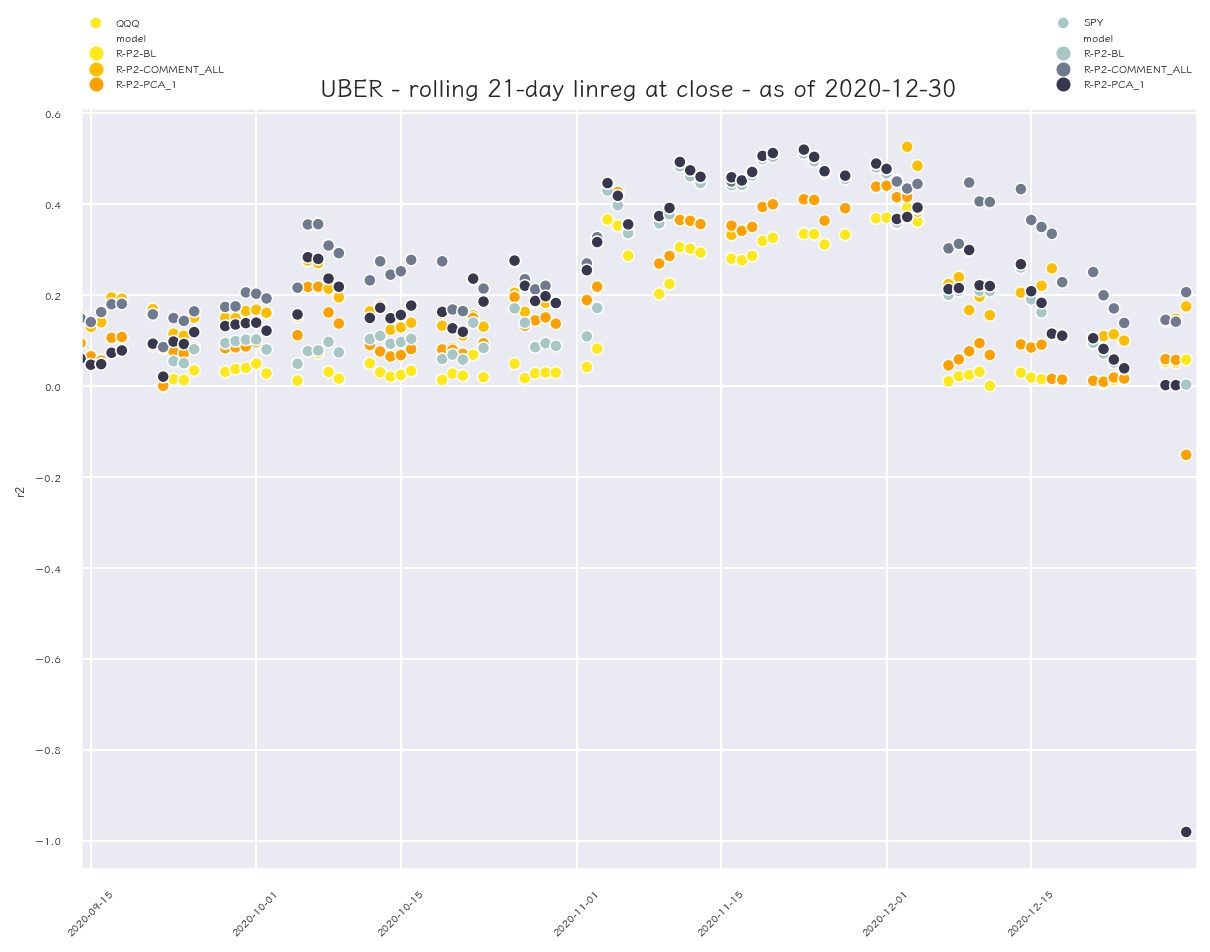 QQQ
model
R-P2-BL
R-P2-COMMENT_ALL
R-P2-PCA_1
SPY
model
R-P2-BL
R-P2-COMMENT_ALL
R-P2-PCA_1
UBER - rolling 21-day linreg at close - as of 2020-12-30
0.6
0.4
0.2
0.0
−0.2
−0.4
−0.6
−0.8
−1.0
r2
2020-09-15
2020-10-01
2020-10-15
2020-11-01
2020-11-15
2020-12-01
2020-12-15